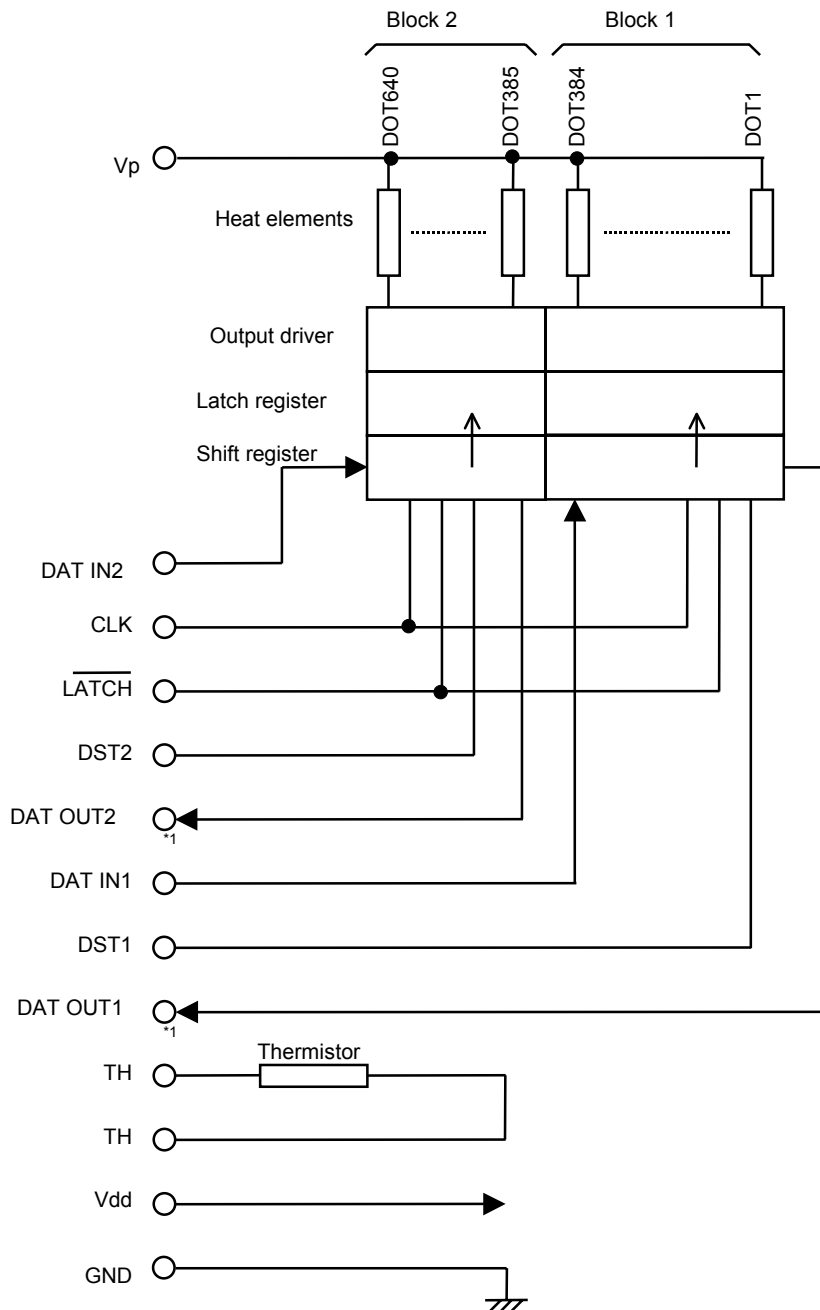 Block 2
Block 1
DOT640
DOT385
DOT384
DOT1
Vp
Heat elements
Output driver
Latch register
Shift register
DAT IN2
CLK
LATCH
DST2
DAT OUT2
*1
DAT IN1
DST1
DAT OUT1
*1
Thermistor
TH
TH
Vdd
GND